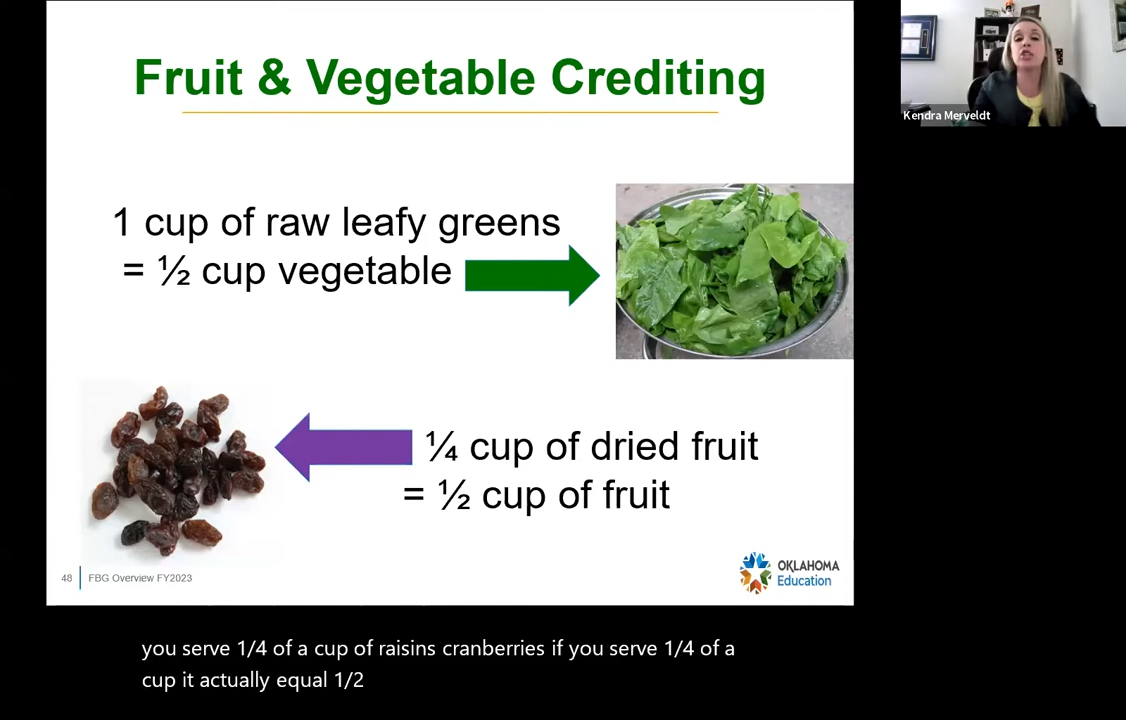 Fruit & Vegetable Crediting
Kendra Merveldt
1 cup of raw leafy greens
= ½ cup vegetable
¼ cup of dried fruit
= ½ cup of fruit
48 FBG Overview FY2023
OKLAHOMA
Education
you serve 1/4 of a cup of raisins cranberries if you serve 1/4 of a
cup it actually equal 1/2